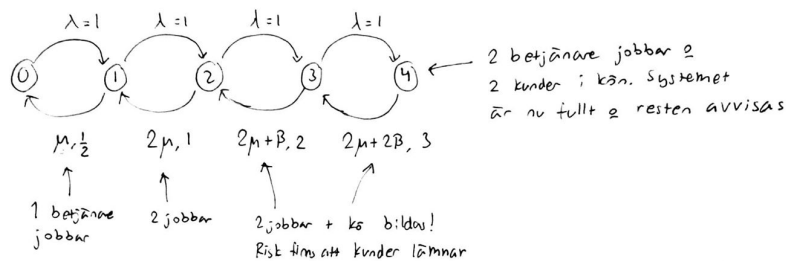 λ=1 λ=1 λ=1 λ=1
0 1 2 3 4
2 betjänare jobbar o
2 kunder i kön. Systemet
är nu fullt o resten avvisas
μ, 1/2 2μ, 1 2μ+β, 2 2μ+2β, 3
1 betjänare
jobbar
2 jobbar
2 jobbar + kö bildas!
Risk finns att kunder lämnar